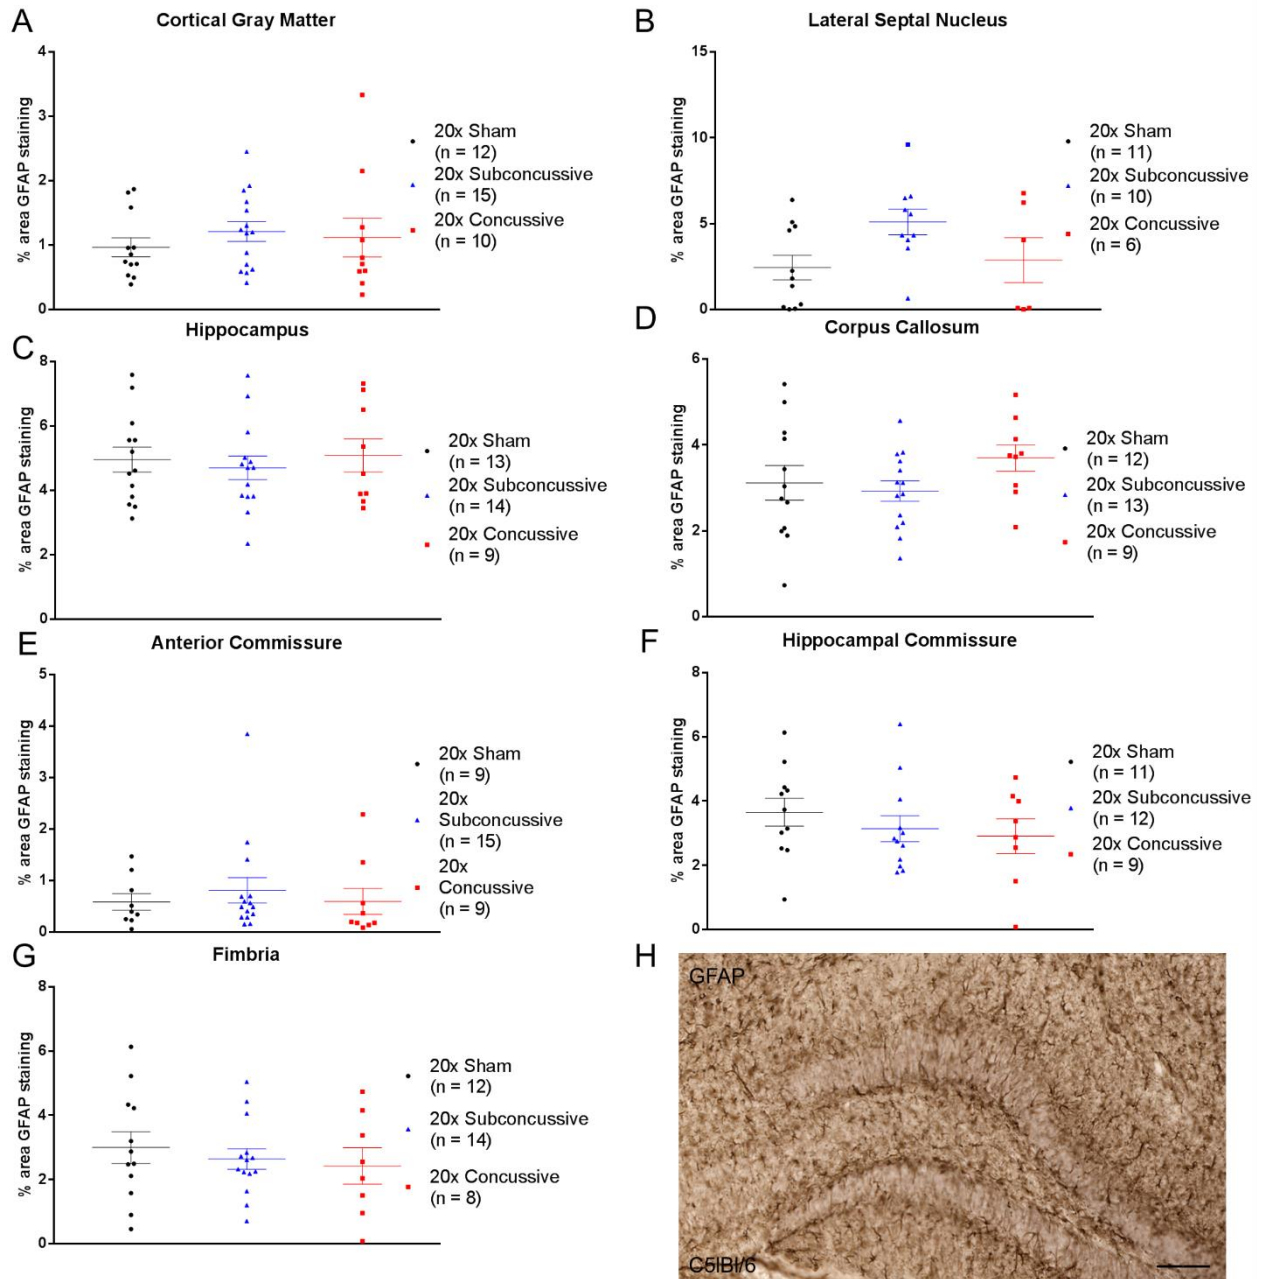 A
Cortical Gray Matter
% area GFAP staining
4
3
2
1
0
20x Sham
(n = 12)
20x Subconcussive
(n = 15)
20x Concussive
(n = 10)
B
Lateral Septal Nucleus
% area GFAP staining
15
10
5
0
20x Sham
(n = 11)
20x Subconcussive
(n = 10)
20x Concussive
(n = 6)
C
Hippocampus
% area GFAP staining
8
6
4
2
0
20x Sham
(n = 13)
20x Subconcussive
(n = 14)
20x Concussive
(n = 9)
D
Corpus Callosum
% area GFAP staining
6
4
2
0
20x Sham
(n = 12)
20x Subconcussive
(n = 13)
20x Concussive
(n = 9)
E
Anterior Commissure
% area GFAP staining
5
4
3
2
1
0
20x Sham
(n = 9)
20x
Subconcussive
(n = 15)
20x
Concussive
(n = 9)
F
Hippocampal Commissure
% area GFAP staining
8
6
4
2
0
20x Sham
(n = 11)
20x Subconcussive
(n = 12)
20x Concussive
(n = 9)
G
Fimbria
% area GFAP staining
8
6
4
2
0
20x Sham
(n = 12)
20x Subconcussive
(n = 14)
20x Concussive
(n = 8)
H
GFAP
C5lBl/6